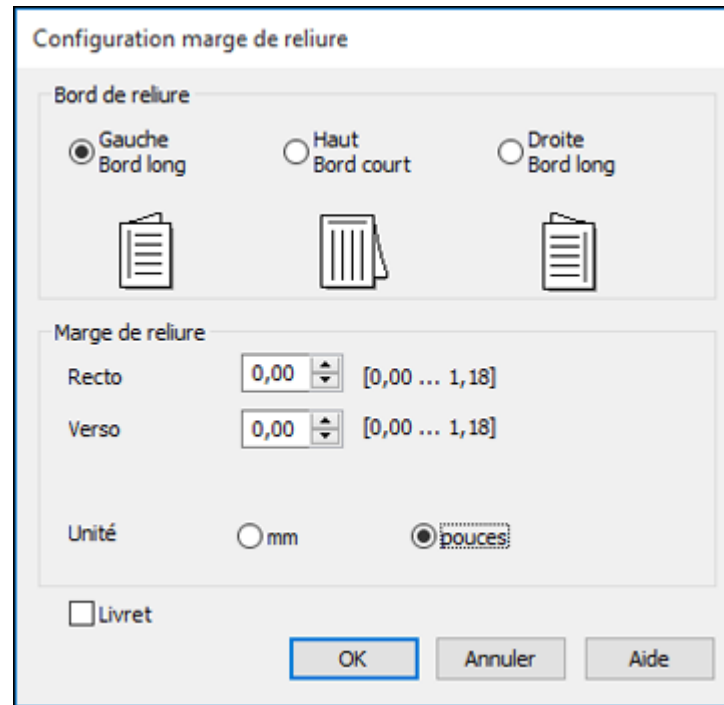 Configuration marge de reliure
Bord de reliure
Gauche Haut Droite
Bord long Bord court Bord long
Marge de reliure
Recto 0,00 [0,00 ... 1,18]
Verso 0,00 [0,00 ... 1,18]
Unité mm pouces
Livret
OK Annuler Aide